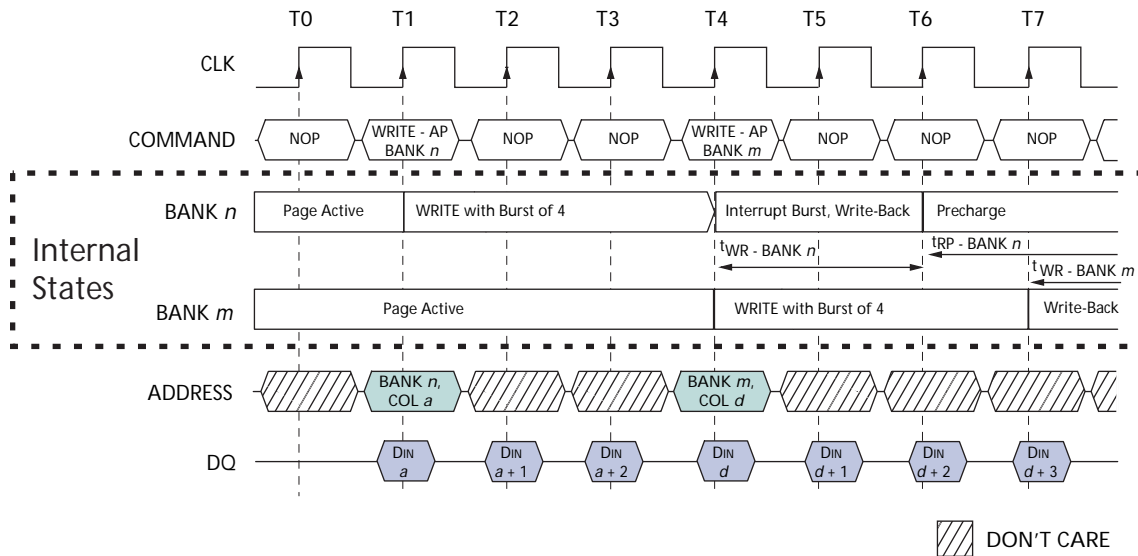 T0 T1 T2 T3 T4 T5 T6 T7
CLK
COMMAND NOP WRITE - AP BANK n NOP NOP WRITE - AP BANK m NOP NOP NOP
Internal States
BANK n Page Active WRITE with Burst of 4 Interrupt Burst, Write-Back Precharge
tWR - BANK n tRP - BANK n
tWR - BANK m
BANK m Page Active WRITE with Burst of 4 Write-Back
ADDRESS BANK n, COL a BANK m, COL d
DQ DIN a DIN a + 1 DIN a + 2 DIN d DIN d + 1 DIN d + 2 DIN d + 3
DON'T CARE